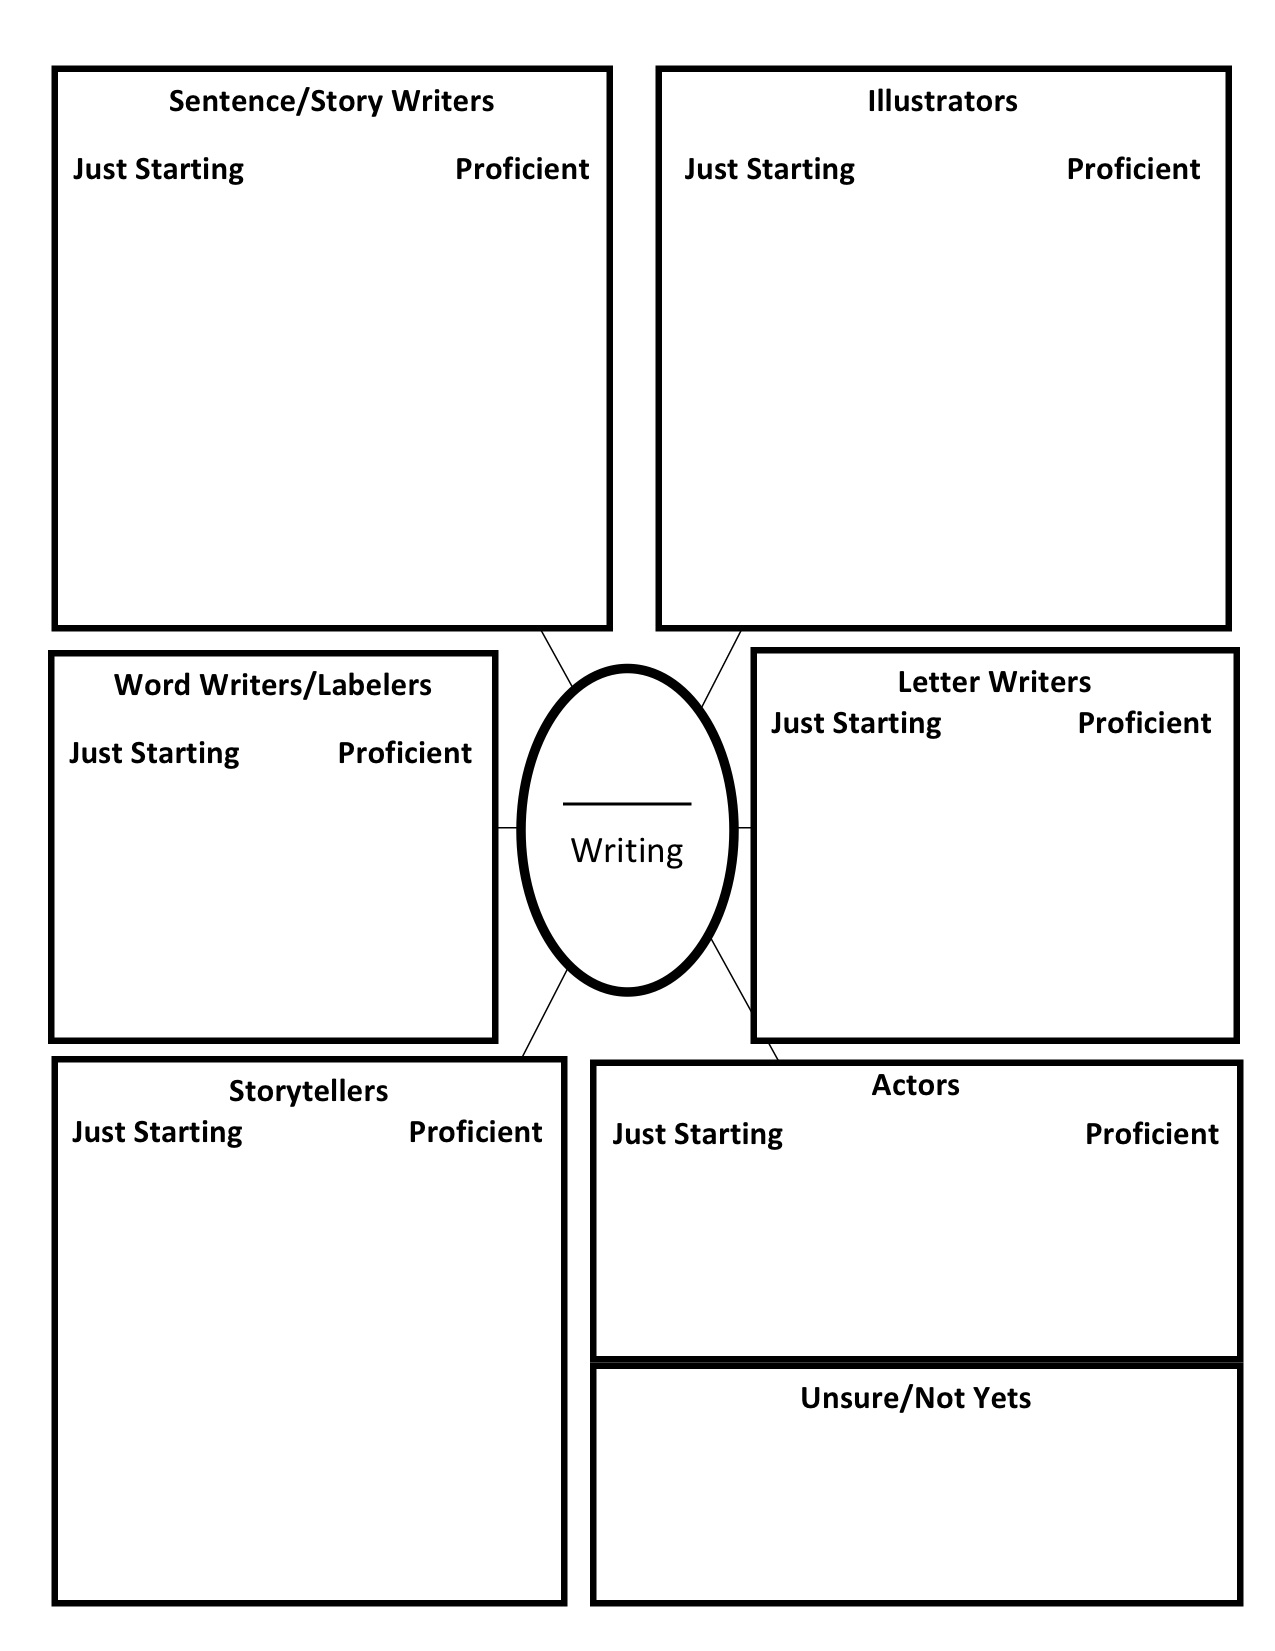 Sentence/Story Writers
Just Starting Proficient
Illustrators
Just Starting Proficient
Word Writers/Labelers
Just Starting Proficient
Letter Writers
Just Starting Proficient
Writing
Storytellers
Just Starting Proficient
Actors
Just Starting Proficient
Unsure/Not Yets